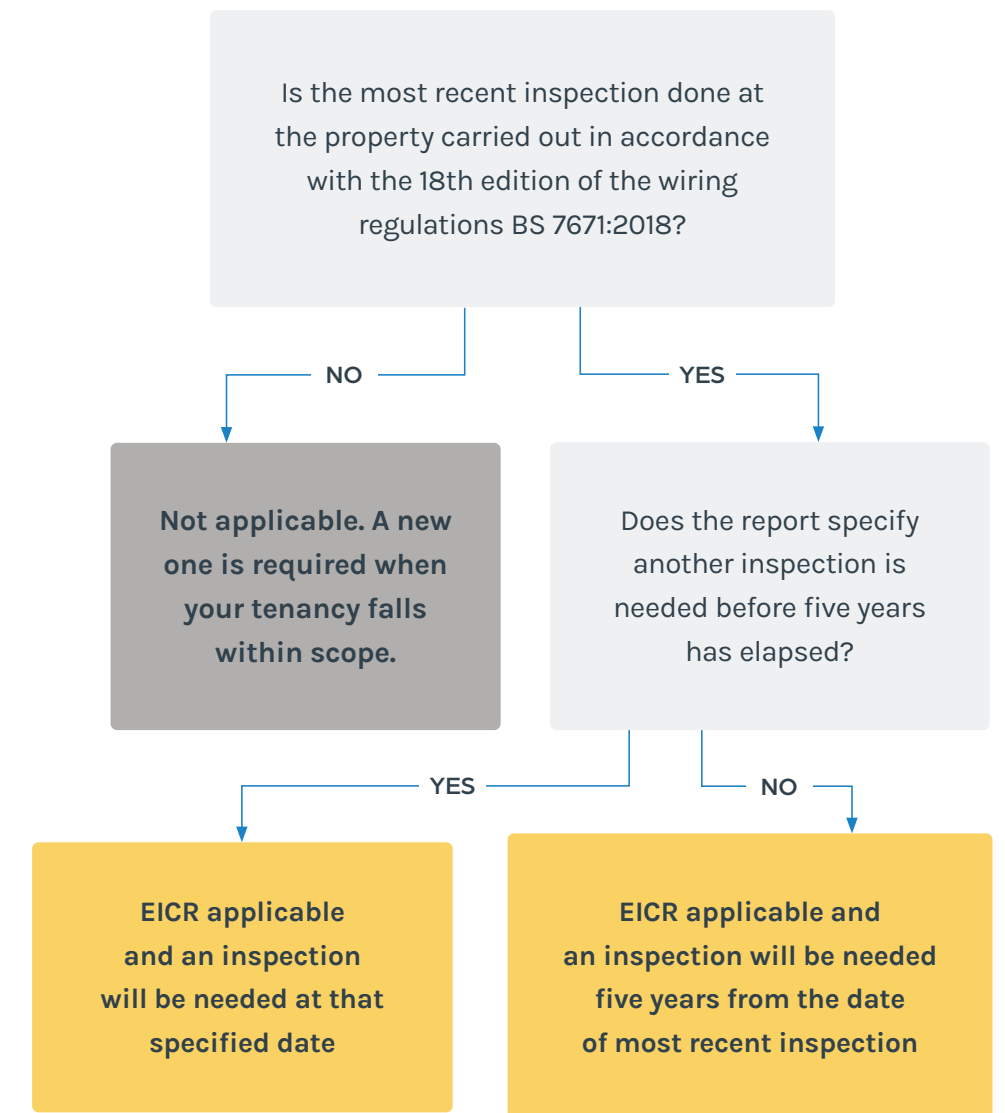 Is the most recent inspection done at
the property carried out in accordance
with the 18th edition of the wiring
regulations BS 7671:2018?
NO
YES
Not applicable. A new
one is required when
your tenancy falls
within scope.
Does the report specify
another inspection is
needed before five years
has elapsed?
YES
NO
EICR applicable
and an inspection
will be needed at that
specified date
EICR applicable and
an inspection will be needed
five years from the date
of most recent inspection